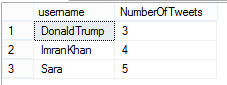 username NumberOfTweets
1 DonaldTrump 3
2 ImranKhan 4
3 Sara 5